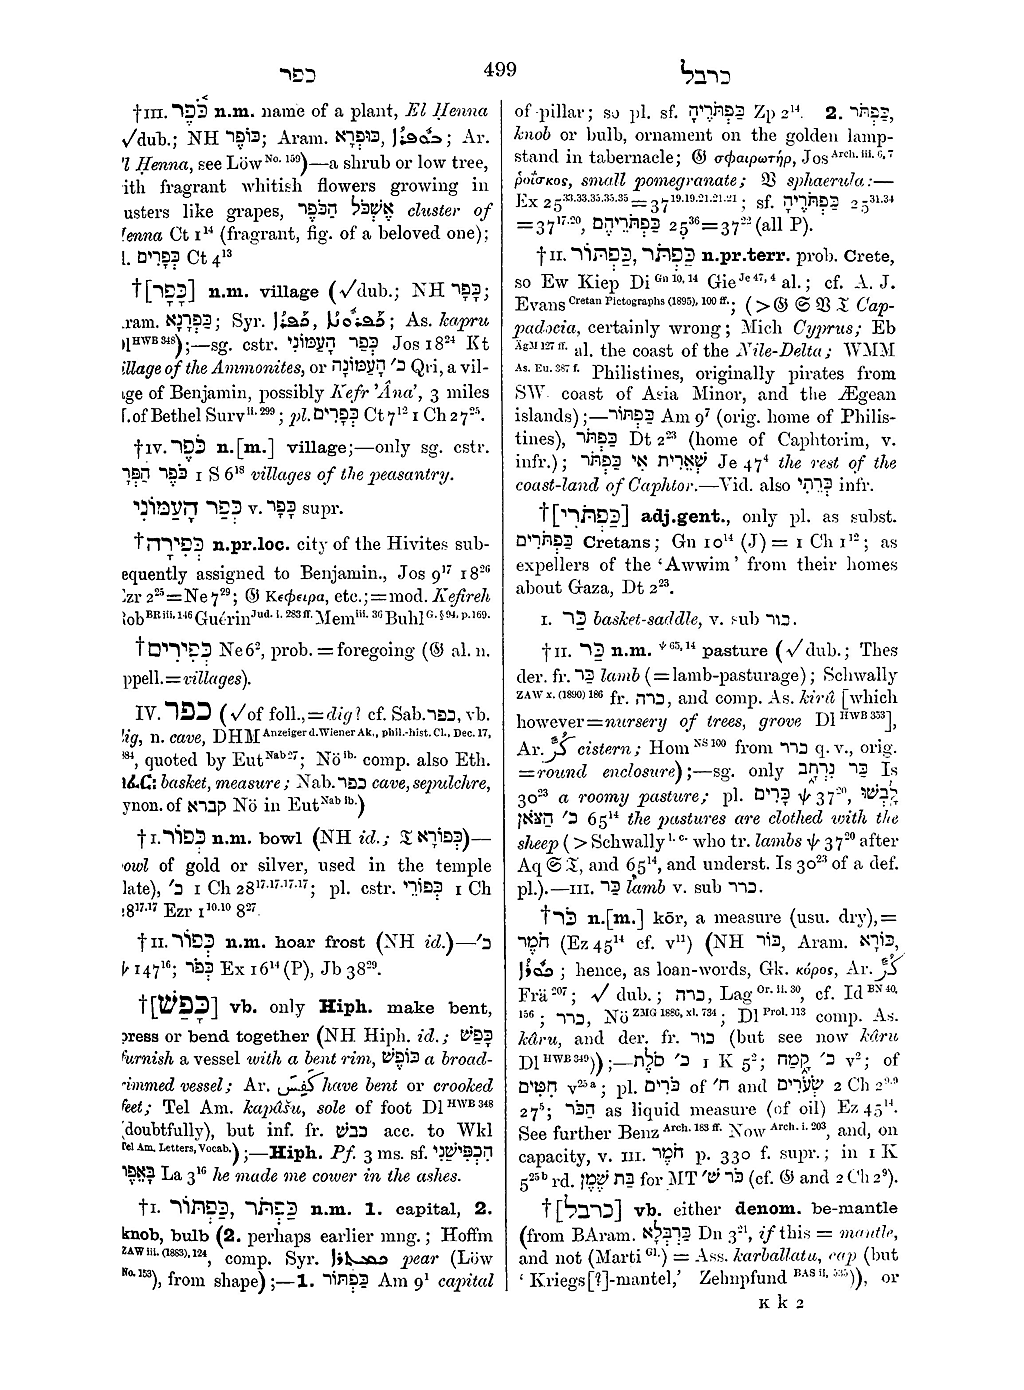 כפר
499
כרבל
†III. כֹּ֫פֶר n.m. name of a plant, El Ḥenna
√dub.; NH כּוֹפֶר; Aram. כּוּפְרָא, ; Ar.
'l Ḥenna, see Löw No. 159)—a shrub or low tree,
ith fragrant whitish flowers growing in
usters like grapes, אֶשְׁכֹּל הַכֹּפֶר cluster of
Ienna Ct 1¹⁴ (fragrant, fig. of a beloved one);
l. כְּפָרִים Ct 4¹³
†[כָּפָר] n.m. village (√dub.; NH כָּפָר;
.ram. כַּפְרָנָא; Syr. ; As. kapru
)l HWB 348);—sg. cstr. כְּפַר הָעַמּוֹנִי Jos 18²⁴ Kt
illage of the Ammonites, or כ׳ הָעַמּוֹנָה Qri, a vil-
ige of Benjamin, possibly Kefr 'Ânâ, 3 miles
. of Bethel Surv ii. 299; pl. כְּפָרִים Ct 7¹² 1 Ch 27²⁵.
†IV. כֹּפֶר n.[m.] village;—only sg. cstr.
כֹּפֶר הַפְּרָ 1 S 6¹⁸ villages of the peasantry.
כְּפַר הָעַמּוֹנִי v. כָּפָר supr.
†כְּפִירָה n.pr.loc. city of the Hivites sub-
equently assigned to Benjamin., Jos 9¹⁷ 18²⁶
zr 2²⁵=Ne 7²⁹; 𝔊 Κεφειρα, etc.;=mod. Kefireh
ob BR iii. 146 Guérin Jud. i. 283 ff. Mem iii. 36 Buhl G. § 94, p. 169.
†כְּפִירִים Ne 6², prob.=foregoing (𝔊 al. n.
ppell.=villages).
IV. כפר (√of foll.,=dig? cf. Sab. כפר, vb.
ig, n. cave, DHM Anzeiger d. Wiener Ak., phil.-hist. Cl., Dec. 17,
84, quoted by Eut Nab 27; Nö ib. comp. also Eth.
basket, measure; Nab. כפר cave, sepulchre,
ynon. of קברא Nö in Eut Nab ib.)
†I. כְּפוֹר n.m. bowl (NH id.; 𝔗 כְּפוֹרָא)—
owl of gold or silver, used in the temple
late), כ׳ 1 Ch 28¹⁷·¹⁷·¹⁷·¹⁷; pl. cstr. כְּפוֹרֵי 1 Ch
8¹⁷·¹⁷ Ezr 1¹⁰·¹⁰ 8²⁷.
†II. כְּפוֹר n.m. hoar frost (NH id.)—כ׳
ψ 147¹⁶; כְּפֹר Ex 16¹⁴ (P), Jb 38²⁹.
†[כָּפַשׁ] vb. only Hiph. make bent,
press or bend together (NH Hiph. id.; כָּפַשׁ
furnish a vessel with a bent rim, כּוֹפֶשׁ a broad-
rimmed vessel; Ar. كَفِسَ have bent or crooked
feet; Tel Am. kapâšu, sole of foot Dl HWB 348
doubtfully), but inf. fr. כבשׁ acc. to Wkl
Tel Am. Letters, Vocab.);—Hiph. Pf. 3 ms. sf. הִכְפִּישַׁנִי
בָּאֵפֶר La 3¹⁶ he made me cower in the ashes.
†I. כַּפְתּוֹר, כַּפְתֹּר n.m. 1. capital, 2.
knob, bulb (2. perhaps earlier mng.; Hoffm
ZAW iii. (1883), 124, comp. Syr. pear (Löw
No. 153), from shape);—1. כַּפְתּוֹר Am 9¹ capital
of pillar; so pl. sf. כַּפְתֹּרֶיהָ Zp 2¹⁴. 2. כַּפְתֹּר,
knob or bulb, ornament on the golden lamp-
stand in tabernacle; 𝔊 σφαιρωτήρ, Jos Arch. iii. 6, 7
ῥοΐσκος, small pomegranate; 𝔙 sphaerula:—
Ex 25³³·³³·³⁵·³⁵·³⁵=37¹⁹·¹⁹·²¹·²¹·²¹; sf. כַּפְתֹּרֶיהָ 25³¹·³⁴
=37¹⁷·²⁰, כַּפְתֹּרֵיהֶם 25³⁶=37²² (all P).
†II. כַּפְתֹּר, כַּפְתּוֹר n.pr.terr. prob. Crete,
so Ew Kiep Di Gn 10, 14 Gie Je 47, 4 al.; cf. A. J.
Evans Cretan Pictographs (1895), 100 ff.; (>𝔊 𝔖 𝔙 𝔗 Cap-
padocia, certainly wrong; Mich Cyprus; Eb
ÄgM 127 ff. al. the coast of the Nile-Delta; WMM
As. Eu. 387 f. Philistines, originally pirates from
SW. coast of Asia Minor, and the Ægean
islands);—כַּפְתּוֹר Am 9⁷ (orig. home of Philis-
tines), כַּפְתֹּר Dt 2²³ (home of Caphtorim, v.
infr.); שְׁאֵרִית אִי כַפְתֹּר Je 47⁴ the rest of the
coast-land of Caphtor.—Vid. also כְּרֵתִי infr.
†[כַּפְתֹּרִי] adj.gent., only pl. as subst.
כַּפְתֹּרִים Cretans; Gn 10¹⁴ (J)=1 Ch 1¹²; as
expellers of the ‘Awwim’ from their homes
about Gaza, Dt 2²³.
I. כַּר basket-saddle, v. sub כור.
†II. כַּר n.m. ψ 65, 14 pasture (√dub.; Thes
der. fr. כַּר lamb (=lamb-pasturage); Schwally
ZAW x. (1890) 186 fr. כרה, and comp. As. kirû [which
however=nursery of trees, grove Dl HWB 353],
Ar. cistern; Hom NS 100 from כרר q.v., orig.
=round enclosure);—sg. only כַּר נִרְחָב Is
30²³ a roomy pasture; pl. כָּרִים ψ 37²⁰, לָבְשׁוּ
כ׳ הַצֹּאן 65¹⁴ the pastures are clothed with the
sheep (>Schwally l. c. who tr. lambs ψ 37²⁰ after
Aq 𝔖 𝔗, and 65¹⁴, and underst. Is 30²³ of a def.
pl.).—III. כַּר lamb v. sub כרר.
†כֹּר n.[m.] kōr, a measure (usu. dry),=
חֹמֶר (Ez 45¹⁴ cf. v¹¹) (NH כּוֹר, Aram. כּוֹרָא,
; hence, as loan-words, Gk. κόρος, Ar.
Frä 207; √ dub.; כרה, Lag Or. ii. 30, cf. Id BN 40,
156; כרר, Nö ZMG 1886, xl. 734; Dl Prol. 113 comp. As.
kâru, and der. fr. כור (but see now kâru
Dl HWB 349));—כ׳ סֹלֶת 1 K 5²; כ׳ קֶמַח v²; of
חִטִּים v²⁵ᵃ; pl. כֹּרִים of ח׳ and שְׂעֹרִים 2 Ch 2⁹·⁹
27⁵; הַכֹּר as liquid measure (of oil) Ez 45¹⁴.
See further Benz Arch. 183 ff. Now Arch. i. 203, and, on
capacity, v. III. חֹמֶר p. 330 f. supr.; in 1 K
5²⁵ᵇ rd. בַּת שֶׁמֶן for MT כֹּר שׁ׳ (cf. 𝔊 and 2 Ch 2⁹).
†[כרבל] vb. either denom. be-mantle
(from BAram. כַּרְבְּלָא Dn 3²¹, if this=mantle,
and not (Marti Gl.)=Ass. karballatu, cap (but
‘Kriegs[?]-mantel,’ Zehnpfund BAS ii, 535)), or
K k 2